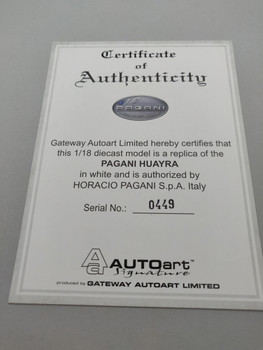 Certificate
of
Authenticity
PAGANI
Gateway Autoart Limited hereby certifies that
this 1/18 diecast model is a replica of the
PAGANI HUAYRA
in white and is authorized by
HORACIO PAGANI S.p.A. Italy
Serial No.: 0449
AA AUTOart™
Signature
produced by GATEWAY AUTOART LIMITED